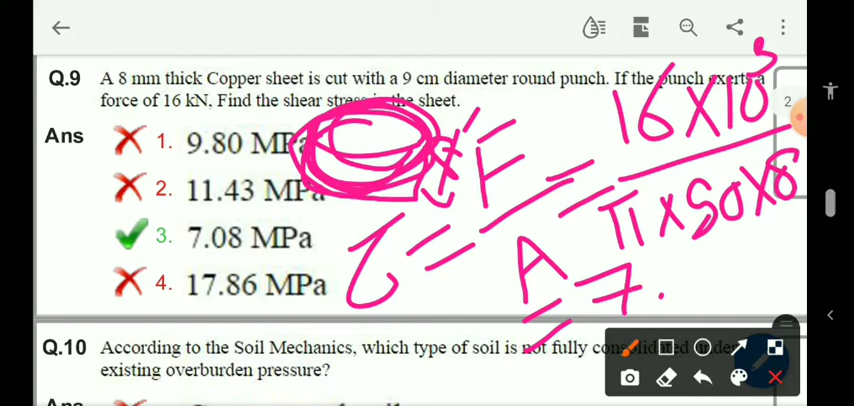 Q.9 A 8 mm thick Copper sheet is cut with a 9 cm diameter round punch. If the punch exerts a
force of 16 kN, Find the shear stress in the sheet.
Ans
1. 9.80 MPa
2. 11.43 MPa
3. 7.08 MPa
4. 17.86 MPa
τ = F/A = 16×10³ / π×90×8
= 7.
2
Q.10 According to the Soil Mechanics, which type of soil is not fully consolidated under
existing overburden pressure?
Ans